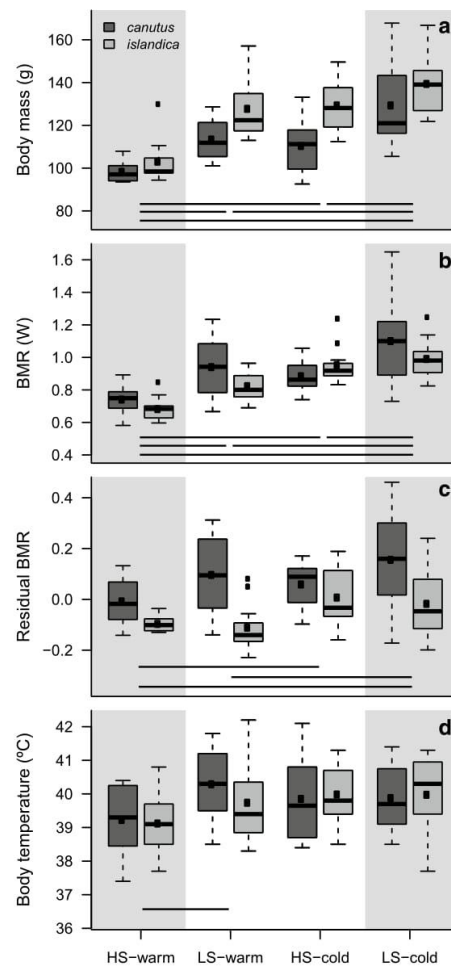 a
canutus
islandica
Body mass (g)
160
140
120
100
80
b
BMR (W)
1.6
1.4
1.2
1.0
0.8
0.6
0.4
c
Residual BMR
0.4
0.2
0.0
−0.2
d
Body temperature (ºC)
42
41
40
39
38
37
36
HS−warm LS−warm HS−cold LS−cold